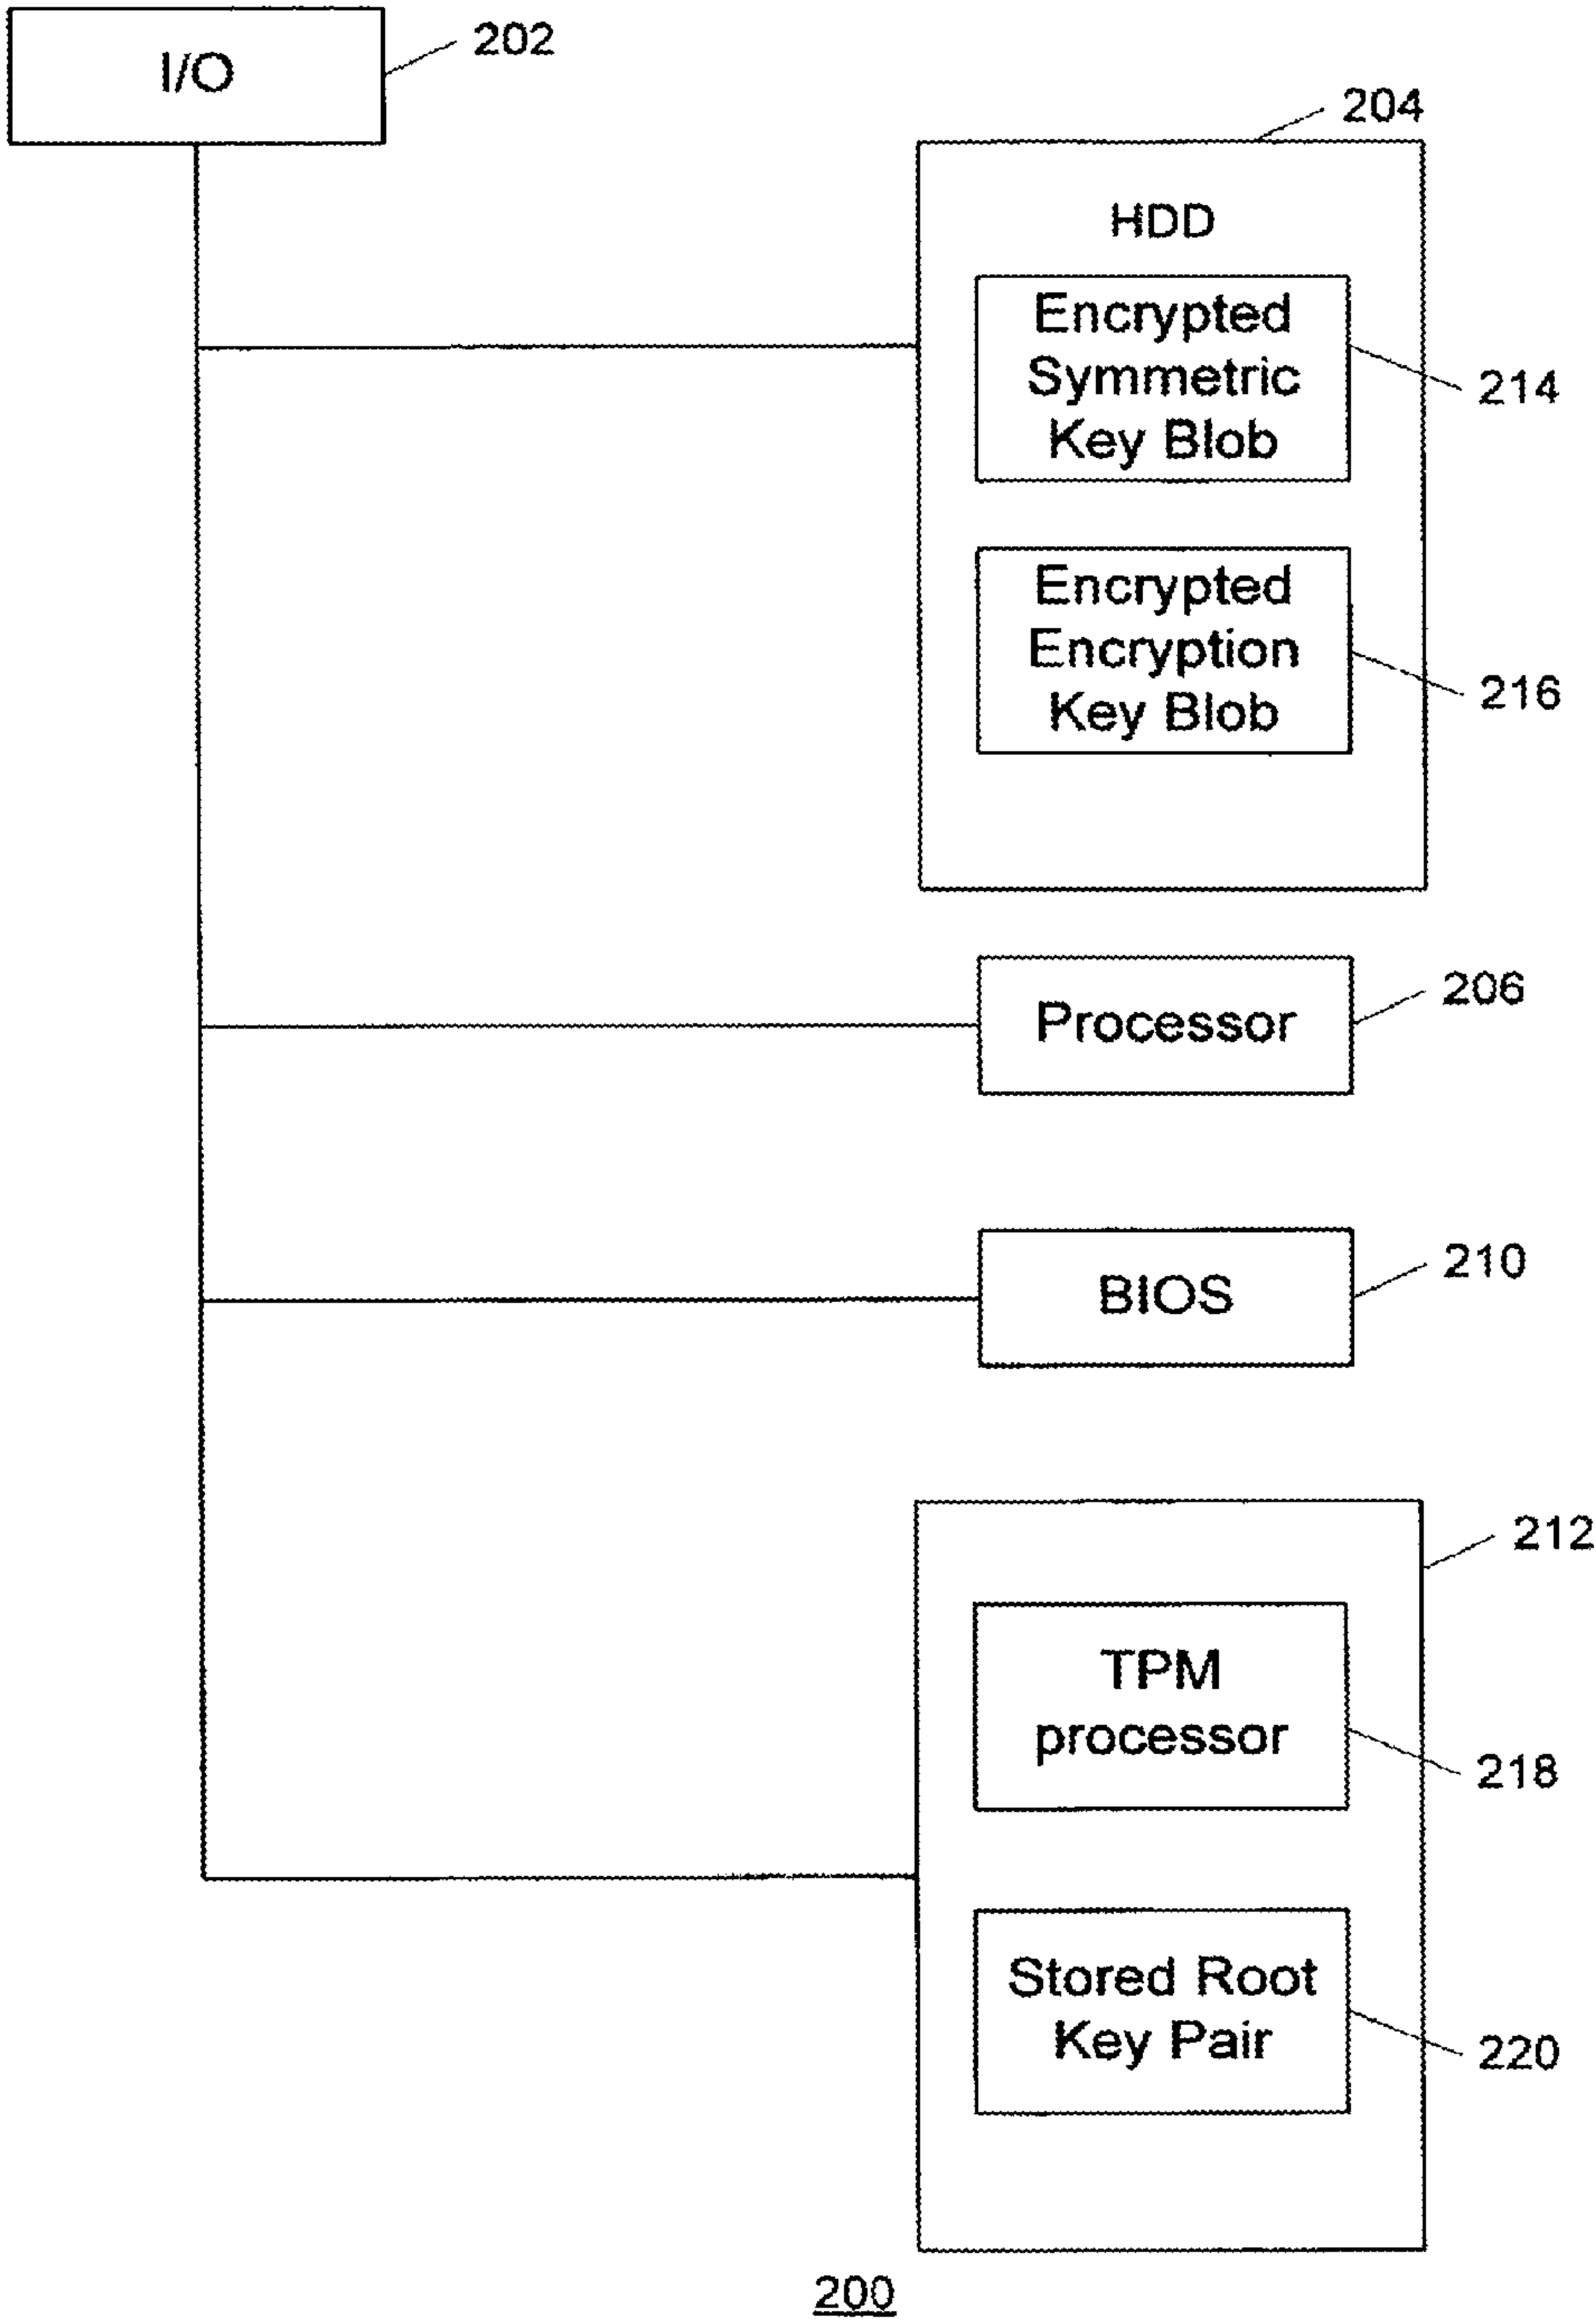 I/O
202
204
HDD
Encrypted
Symmetric
Key Blob
214
Encrypted
Encryption
Key Blob
216
Processor
206
BIOS
210
212
TPM
processor
218
Stored Root
Key Pair
220
200